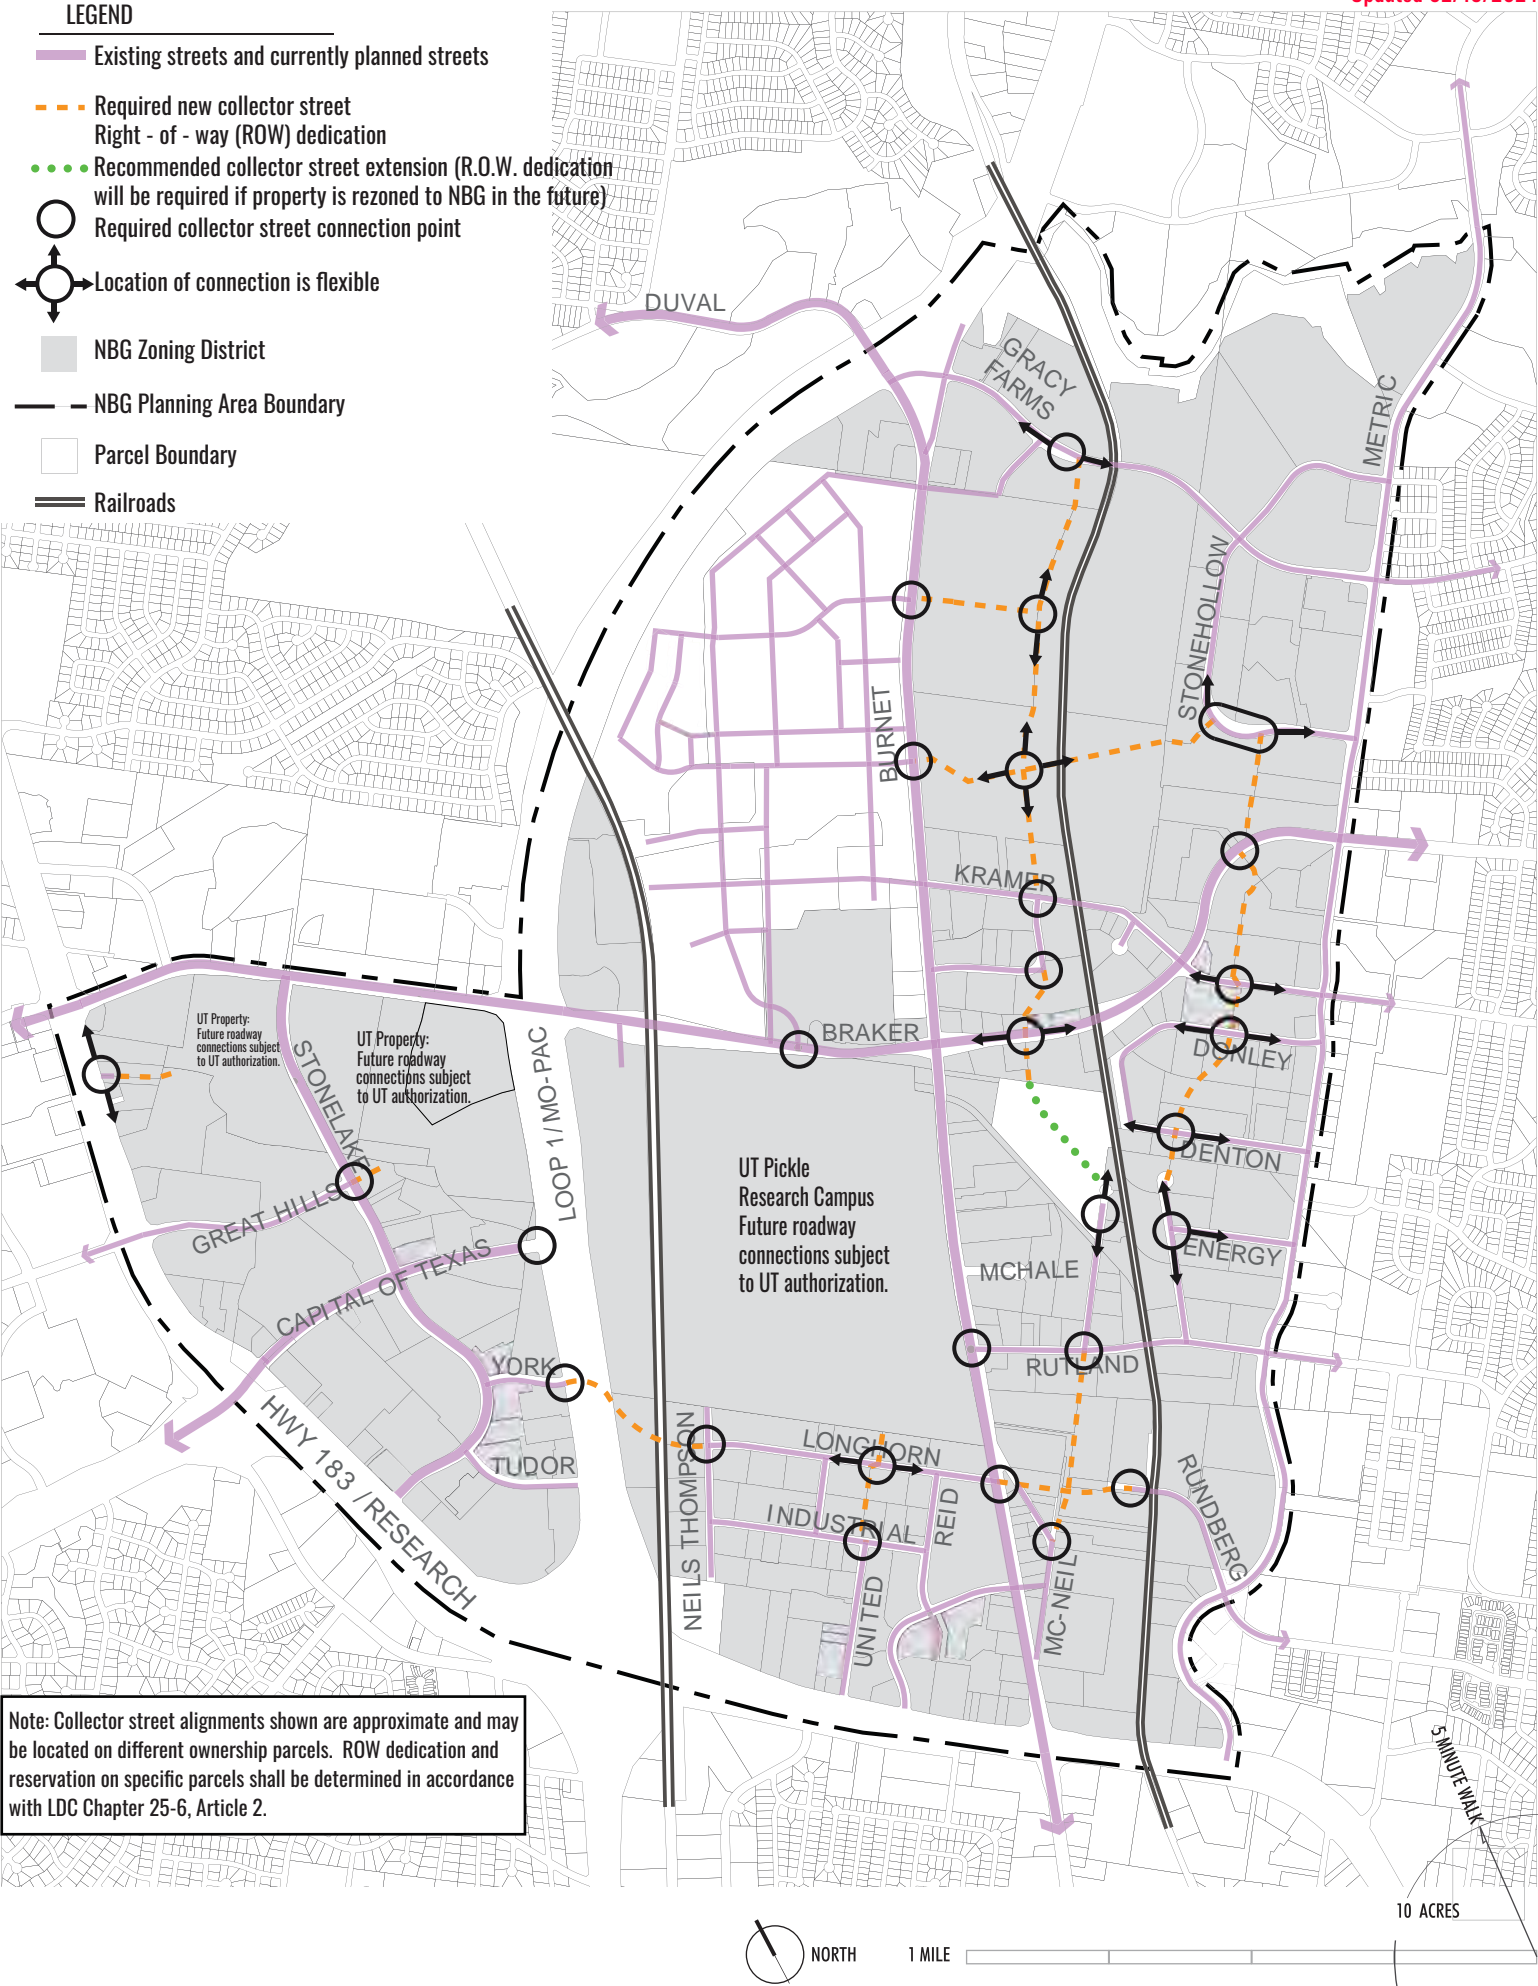 LEGEND
Existing streets and currently planned streets
Required new collector street
Right - of - way (ROW) dedication
Recommended collector street extension (R.O.W. dedication
will be required if property is rezoned to NBG in the future)
Required collector street connection point
Location of connection is flexible
NBG Zoning District
NBG Planning Area Boundary
Parcel Boundary
Railroads
DUVAL
GRACY
FARMS
METRIC
STONEHOLLOW
BURNET
KRAMER
BRAKER
DONLEY
DENTON
ENERGY
UT Property:
Future roadway
connections subject
to UT authorization.
UT Property:
Future roadway
connections subject
to UT authorization.
STONELAKE
LOOP 1/MO-PAC
GREAT HILLS
CAPITAL OF TEXAS
UT Pickle
Research Campus
Future roadway
connections subject
to UT authorization.
MCHALE
RUTLAND
YORK
TUDOR
HWY 183 /RESEARCH
NEILS THOMPSON
LONGHORN
INDUSTRIAL
REID
UNITED
MC-NEIL
RUNDBERG
Note: Collector street alignments shown are approximate and may
be located on different ownership parcels. ROW dedication and
reservation on specific parcels shall be determined in accordance
with LDC Chapter 25-6, Article 2.
5 MINUTE WALK
10 ACRES
NORTH
1 MILE